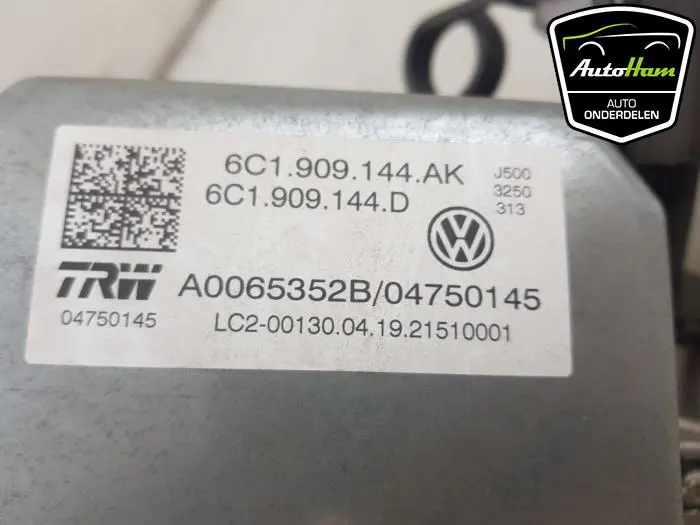 AutoHam
AUTO
ONDERDELEN
6C1.909.144.AK
6C1.909.144.D
J500
3250
313
VW
TRW
A0065352B/04750145
04750145
LC2-00130.04.19.21510001